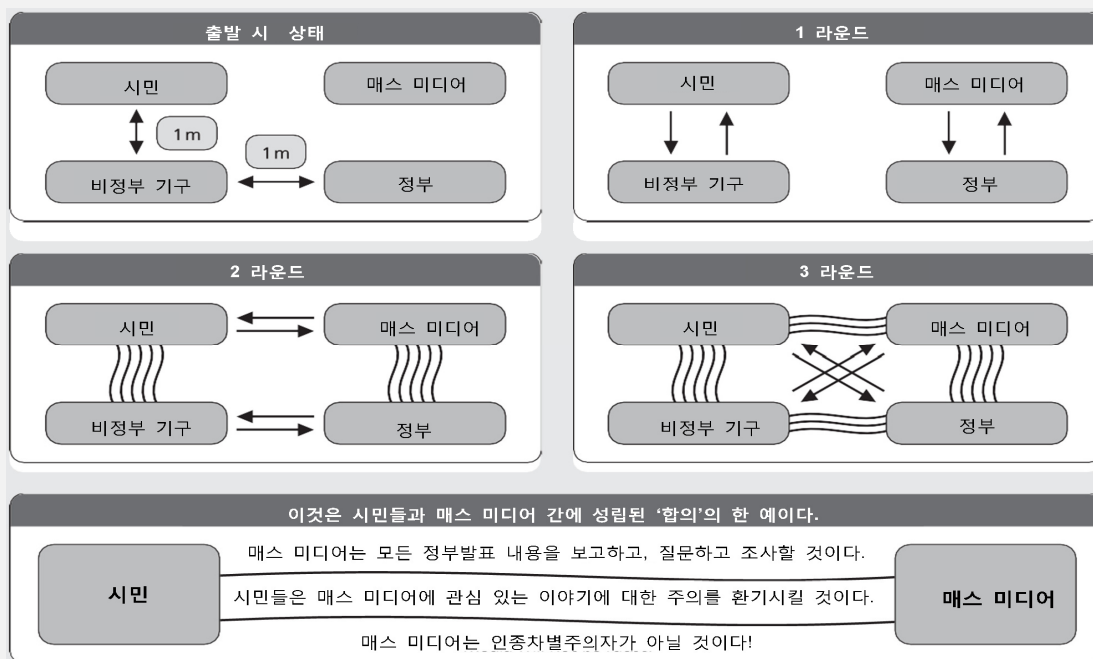 출발 시 상태
시민
매스 미디어
1 m
1 m
비정부 기구
정부
1 라운드
시민
매스 미디어
비정부 기구
정부
2 라운드
시민
매스 미디어
비정부 기구
정부
3 라운드
시민
매스 미디어
비정부 기구
정부
이것은 시민들과 매스 미디어 간에 성립된 ‘합의’의 한 예이다.
매스 미디어는 모든 정부발표 내용을 보고하고, 질문하고 조사할 것이다.
시민
시민들은 매스 미디어에 관심 있는 이야기에 대한 주의를 환기시킬 것이다.
매스 미디어
매스 미디어는 인종차별주의자가 아닐 것이다!